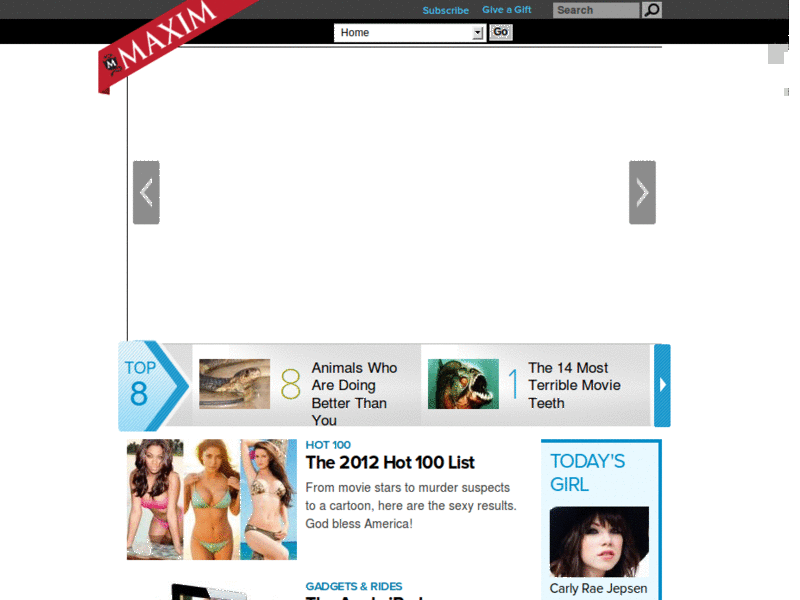 Subscribe Give a Gift Search
MAXIM
M
Home Go
TOP
8
8
Animals Who
Are Doing
Better Than
You
1
The 14 Most
Terrible Movie
Teeth
HOT 100
The 2012 Hot 100 List
From movie stars to murder suspects
to a cartoon, here are the sexy results.
God bless America!
TODAY'S
GIRL
Carly Rae Jepsen
GADGETS & RIDES